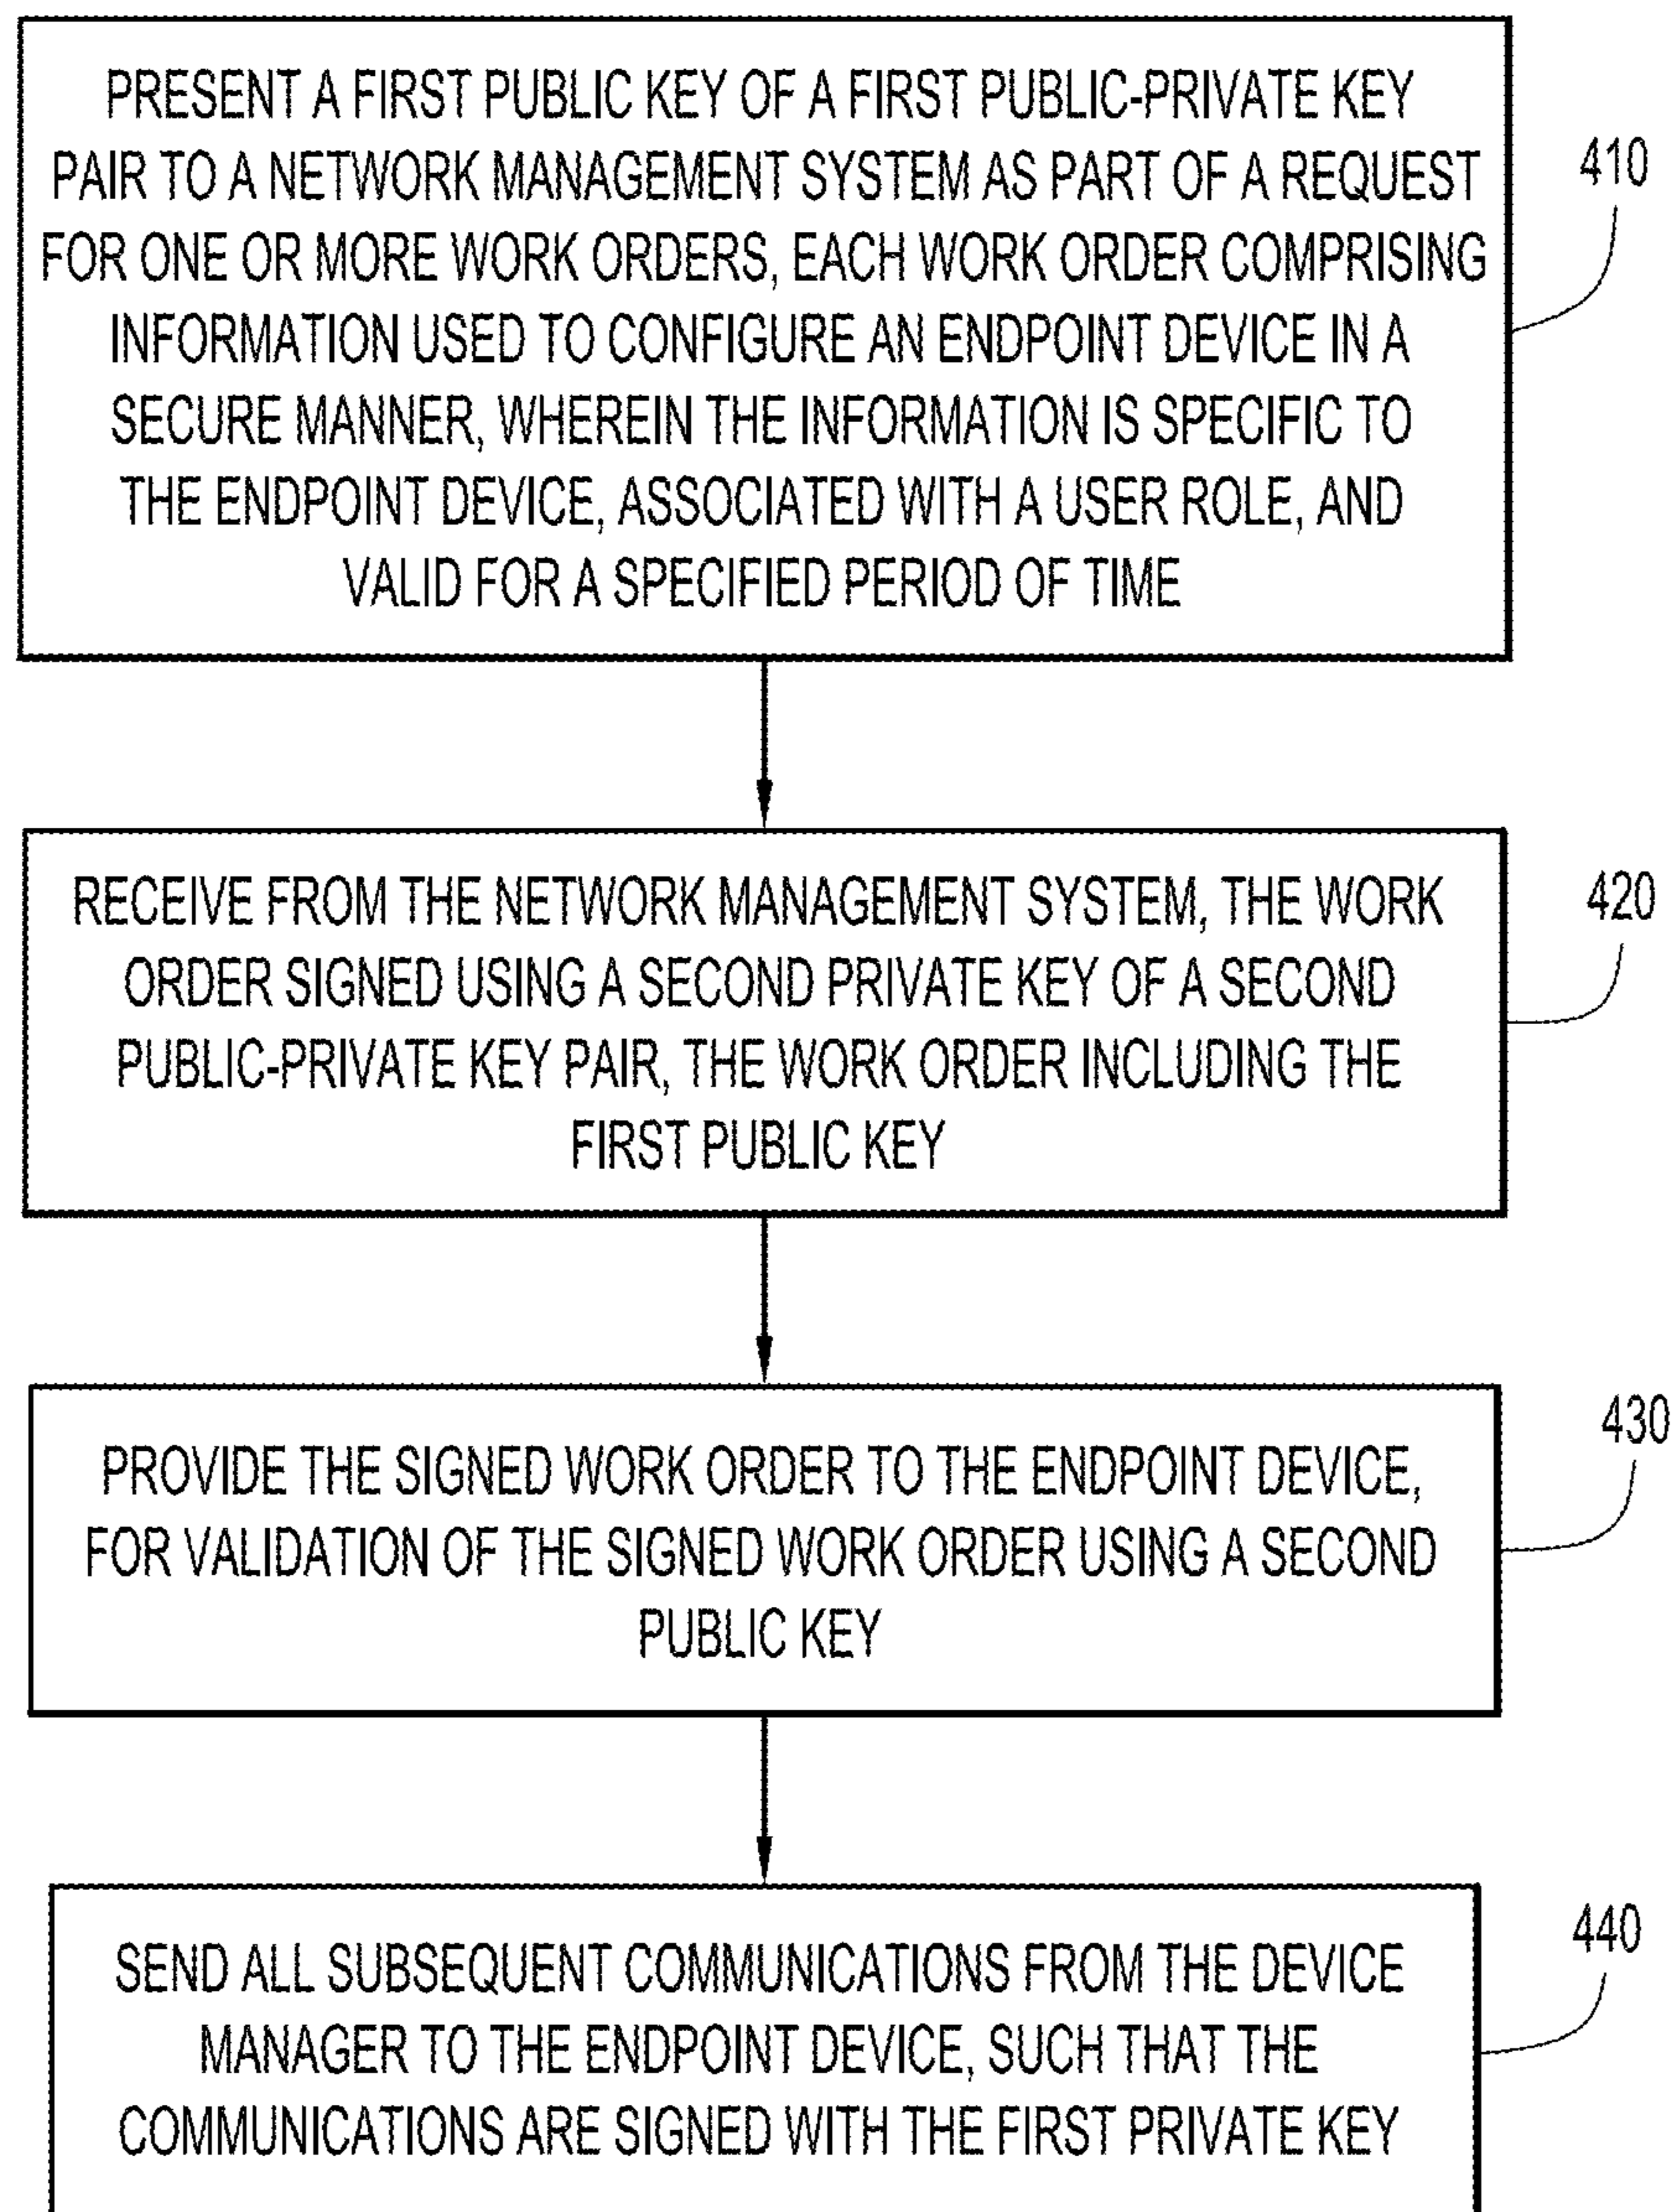 PRESENT A FIRST PUBLIC KEY OF A FIRST PUBLIC-PRIVATE KEY
PAIR TO A NETWORK MANAGEMENT SYSTEM AS PART OF A REQUEST
FOR ONE OR MORE WORK ORDERS, EACH WORK ORDER COMPRISING
INFORMATION USED TO CONFIGURE AN ENDPOINT DEVICE IN A
SECURE MANNER, WHEREIN THE INFORMATION IS SPECIFIC TO
THE ENDPOINT DEVICE, ASSOCIATED WITH A USER ROLE, AND
VALID FOR A SPECIFIED PERIOD OF TIME
410
RECEIVE FROM THE NETWORK MANAGEMENT SYSTEM, THE WORK
ORDER SIGNED USING A SECOND PRIVATE KEY OF A SECOND
PUBLIC-PRIVATE KEY PAIR, THE WORK ORDER INCLUDING THE
FIRST PUBLIC KEY
420
PROVIDE THE SIGNED WORK ORDER TO THE ENDPOINT DEVICE,
FOR VALIDATION OF THE SIGNED WORK ORDER USING A SECOND
PUBLIC KEY
430
SEND ALL SUBSEQUENT COMMUNICATIONS FROM THE DEVICE
MANAGER TO THE ENDPOINT DEVICE, SUCH THAT THE
COMMUNICATIONS ARE SIGNED WITH THE FIRST PRIVATE KEY
440